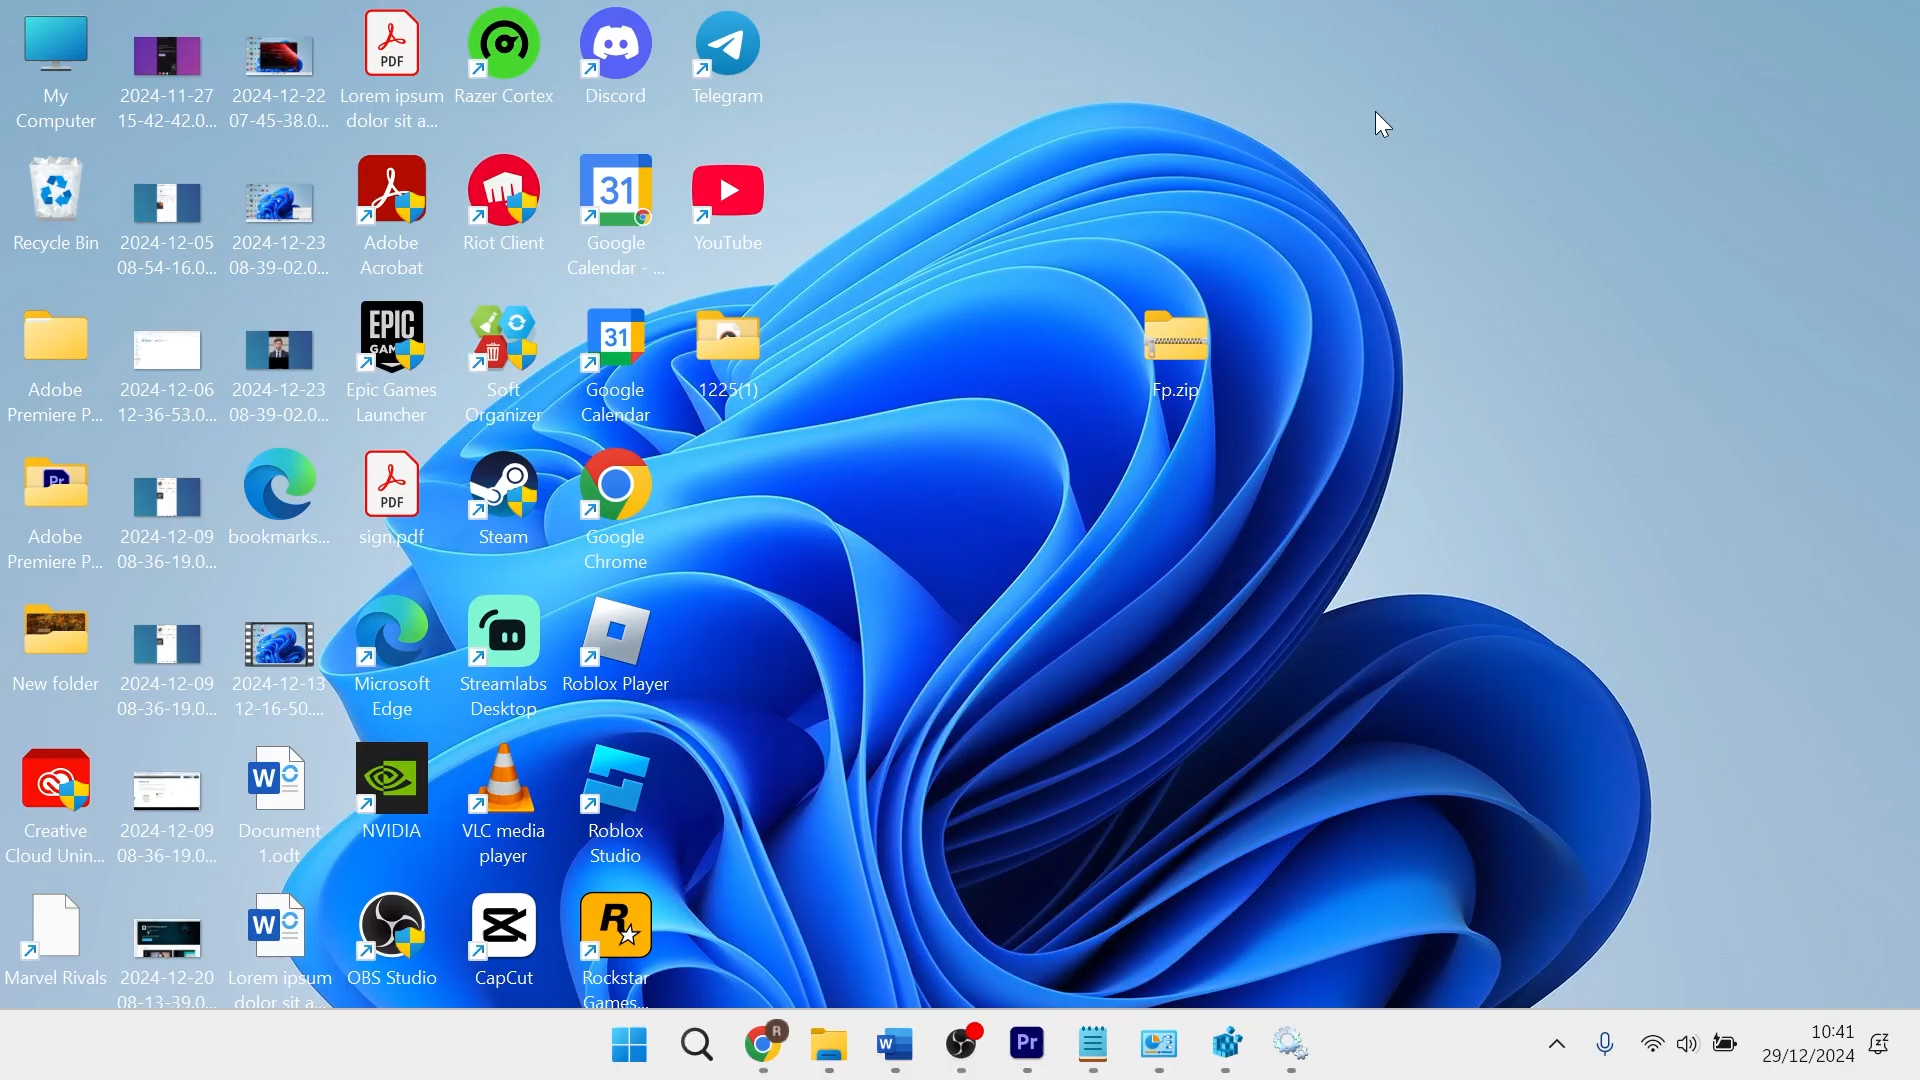 My
Computer
2024-11-27
15-42-42.0...
2024-12-22
07-45-38.0...
PDF
Lorem ipsum
dolor sit a...
Razer Cortex
Discord
Telegram
Recycle Bin
2024-12-05
08-54-16.0...
2024-12-23
08-39-02.0...
Adobe
Acrobat
Riot Client
31
Google
Calendar - ...
YouTube
Adobe
Premiere P...
2024-12-06
12-36-53.0...
2024-12-23
08-39-02.0...
EPIC
GAM
Epic Games
Launcher
Soft
Organizer
31
Google
Calendar
1225(1)
Fp.zip
Pr
Adobe
Premiere P...
2024-12-09
08-36-19.0...
bookmarks...
PDF
sign.pdf
Steam
Google
Chrome
New folder
2024-12-09
08-36-19.0...
2024-12-13
12-16-50....
Microsoft
Edge
Streamlabs
Desktop
Roblox Player
Creative
Cloud Unin...
2024-12-09
08-36-19.0...
W
Document
1.odt
NVIDIA
VLC media
player
Roblox
Studio
Marvel Rivals
2024-12-20
08-13-39.0...
W
Lorem ipsum
dolor sit a...
OBS Studio
CapCut
R
Rockstar
Games...
R
W
Pr
10:41
29/12/2024